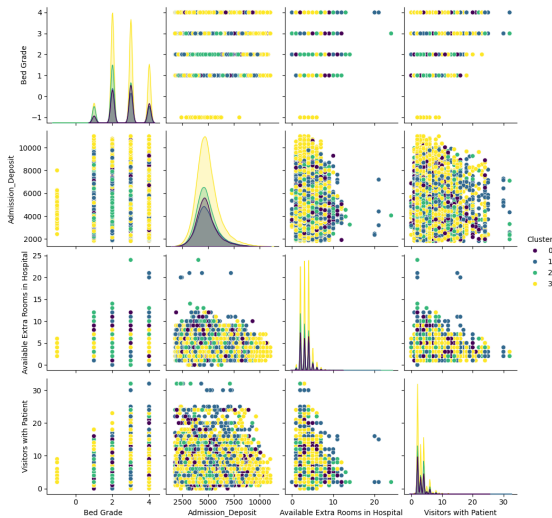 4
3
2
1
0
−1
Bed Grade
10000
8000
6000
4000
2000
Admission_Deposit
Cluster
0
1
2
3
25
20
15
10
5
0
Available Extra Rooms in Hospital
30
20
10
0
Visitors with Patient
0 2 4
2500 5000 7500 10000
0 10 20
0 10 20 30
Bed Grade Admission_Deposit Available Extra Rooms in Hospital Visitors with Patient